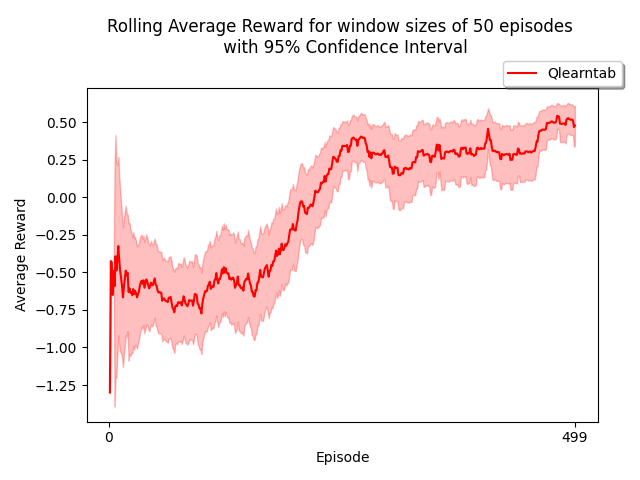 Rolling Average Reward for window sizes of 50 episodes
with 95% Confidence Interval
Qlearntab
0.50
0.25
0.00
−0.25
−0.50
−0.75
−1.00
−1.25
Average Reward
0
499
Episode